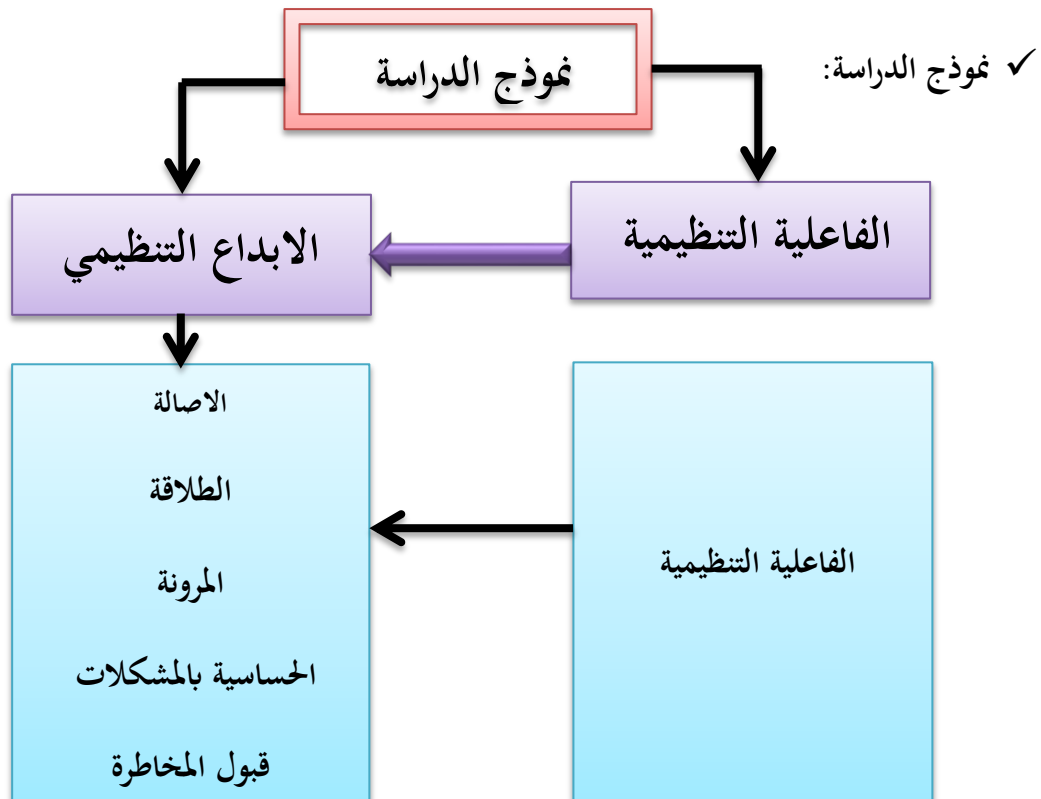 ✓ نموذج الدراسة:
نموذج الدراسة
الفاعلية التنظيمية
الابداع التنظيمي
الفاعلية التنظيمية
الاصالة
الطلاقة
المرونة
الحساسية بالمشكلات
قبول المخاطرة